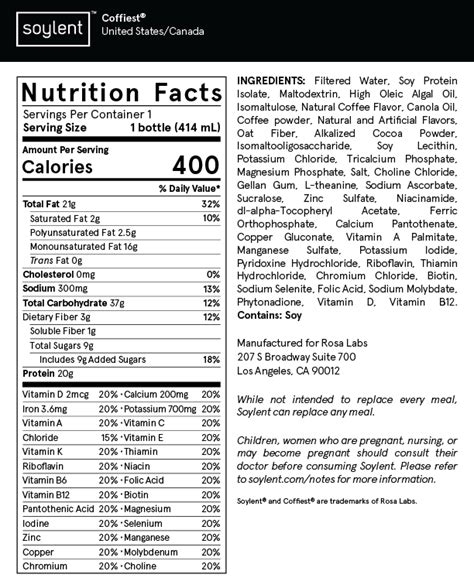 soylent™
Coffiest®
United States/Canada
Nutrition Facts
Servings Per Container 1
Serving Size 1 bottle (414 mL)
Amount Per Serving
Calories 400
% Daily Value*
Total Fat 21g 32%
Saturated Fat 2g 10%
Polyunsaturated Fat 2.5g
Monounsaturated Fat 16g
Trans Fat 0g
Cholesterol 0mg 0%
Sodium 300mg 13%
Total Carbohydrate 37g 12%
Dietary Fiber 3g 12%
Soluble Fiber 1g
Total Sugars 9g
Includes 9g Added Sugars 18%
Protein 20g
Vitamin D 2mcg 20% • Calcium 200mg 20%
Iron 3.6mg 20% • Potassium 700mg 20%
Vitamin A 20% • Vitamin C 20%
Chloride 15% • Vitamin E 20%
Vitamin K 20% • Thiamin 20%
Riboflavin 20% • Niacin 20%
Vitamin B6 20% • Folic Acid 20%
Vitamin B12 20% • Biotin 20%
Pantothenic Acid 20% • Magnesium 20%
Iodine 20% • Selenium 20%
Zinc 20% • Manganese 20%
Copper 20% • Molybdenum 20%
Chromium 20% • Choline 20%
INGREDIENTS: Filtered Water, Soy Protein
Isolate, Maltodextrin, High Oleic Algal Oil,
Isomaltulose, Natural Coffee Flavor, Canola Oil,
Coffee powder, Natural and Artificial Flavors,
Oat Fiber, Alkalized Cocoa Powder,
Isomaltooligosaccharide, Soy Lecithin,
Potassium Chloride, Tricalcium Phosphate,
Magnesium Phosphate, Salt, Choline Chloride,
Gellan Gum, L-theanine, Sodium Ascorbate,
Sucralose, Zinc Sulfate, Niacinamide,
dl-alpha-Tocopheryl Acetate, Ferric
Orthophosphate, Calcium Pantothenate,
Copper Gluconate, Vitamin A Palmitate,
Manganese Sulfate, Potassium Iodide,
Pyridoxine Hydrochloride, Riboflavin, Thiamin
Hydrochloride, Chromium Chloride, Biotin,
Sodium Selenite, Folic Acid, Sodium Molybdate,
Phytonadione, Vitamin D, Vitamin B12.
Contains: Soy
Manufactured for Rosa Labs
207 S Broadway Suite 700
Los Angeles, CA 90012
While not intended to replace every meal,
Soylent can replace any meal.
Children, women who are pregnant, nursing, or
may become pregnant should consult their
doctor before consuming Soylent. Please refer
to soylent.com/notes for more information.
Soylent® and Coffiest® are trademarks of Rosa Labs.